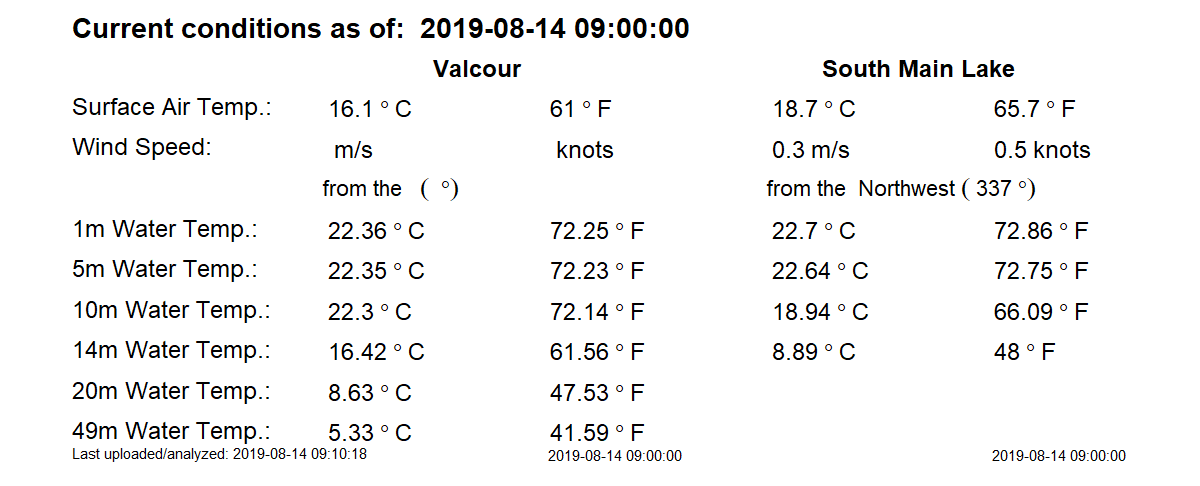 Current conditions as of:  2019-08-14 09:00:00
Valcour South Main Lake
Surface Air Temp.: 16.1 ° C 61 ° F 18.7 ° C 65.7 ° F
Wind Speed: m/s knots 0.3 m/s 0.5 knots
from the ( °) from the Northwest ( 337 °)
1m Water Temp.: 22.36 ° C 72.25 ° F 22.7 ° C 72.86 ° F
5m Water Temp.: 22.35 ° C 72.23 ° F 22.64 ° C 72.75 ° F
10m Water Temp.: 22.3 ° C 72.14 ° F 18.94 ° C 66.09 ° F
14m Water Temp.: 16.42 ° C 61.56 ° F 8.89 ° C 48 ° F
20m Water Temp.: 8.63 ° C 47.53 ° F
49m Water Temp.: 5.33 ° C 41.59 ° F
Last uploaded/analyzed: 2019-08-14 09:10:18 2019-08-14 09:00:00 2019-08-14 09:00:00